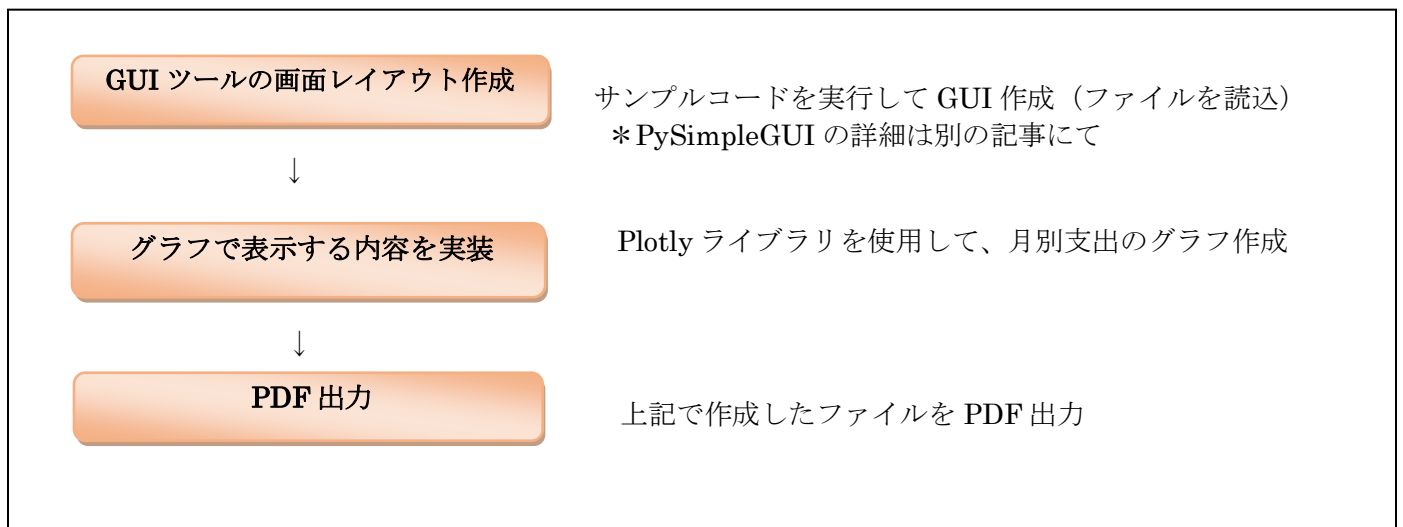 GUI ツールの画面レイアウト作成
サンプルコードを実行して GUI 作成（ファイルを読込）
＊PySimpleGUI の詳細は別の記事にて
↓
グラフで表示する内容を実装
Plotly ライブラリを使用して、月別支出のグラフ作成
↓
PDF 出力
上記で作成したファイルを PDF 出力